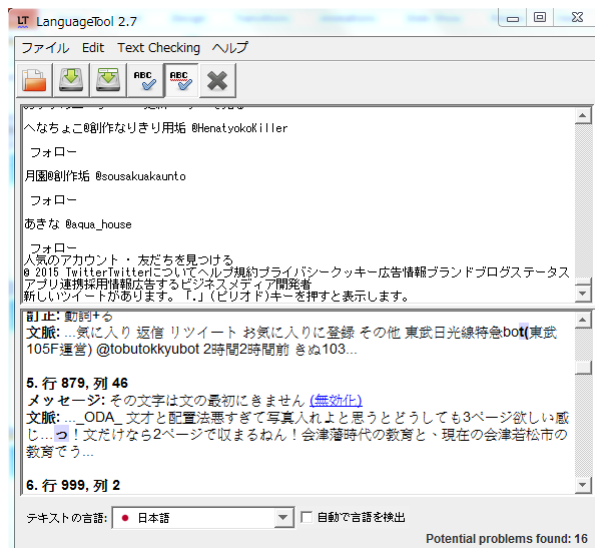 LanguageTool 2.7
ファイル Edit Text Checking ヘルプ
ABC ABC
へなちょこ@創作なりきり用垢 @HenatyokoKiller
フォロー
月園@創作垢 @sousakuakaunto
フォロー
あきな @aqua_house
フォロー
人気のアカウント・ 友だちを見つける
@ 2015 TwitterTwitterについてヘルプ規約プライバシークッキー広告情報ブランドブログステータス
アプリ連携採用情報広告するビジネスメディア開発者
新しいツイートがあります。「.」(ピリオド)キーを押すと表示します。
訂正: 動詞+る
文脈: ...気に入り 返信 リツイート お気に入りに登録 その他 東武日光線特急bot(東武
105F運営) @tobutokkyubot 2時間2時間前 きぬ103...
5. 行 879, 列 46
メッセージ: その文字は文の最初にきません (無効化)
文脈: ..._ODA_ 文才と配置法悪すぎて写真入れよと思うとどうしても3ページ欲しい感
じ...っ！文だけなら2ページで収まるねん！会津藩時代の教育と、現在の会津若松市の
教育でう...
6. 行 999, 列 2
テキストの言語: 日本語 自動で言語を検出
Potential problems found: 16